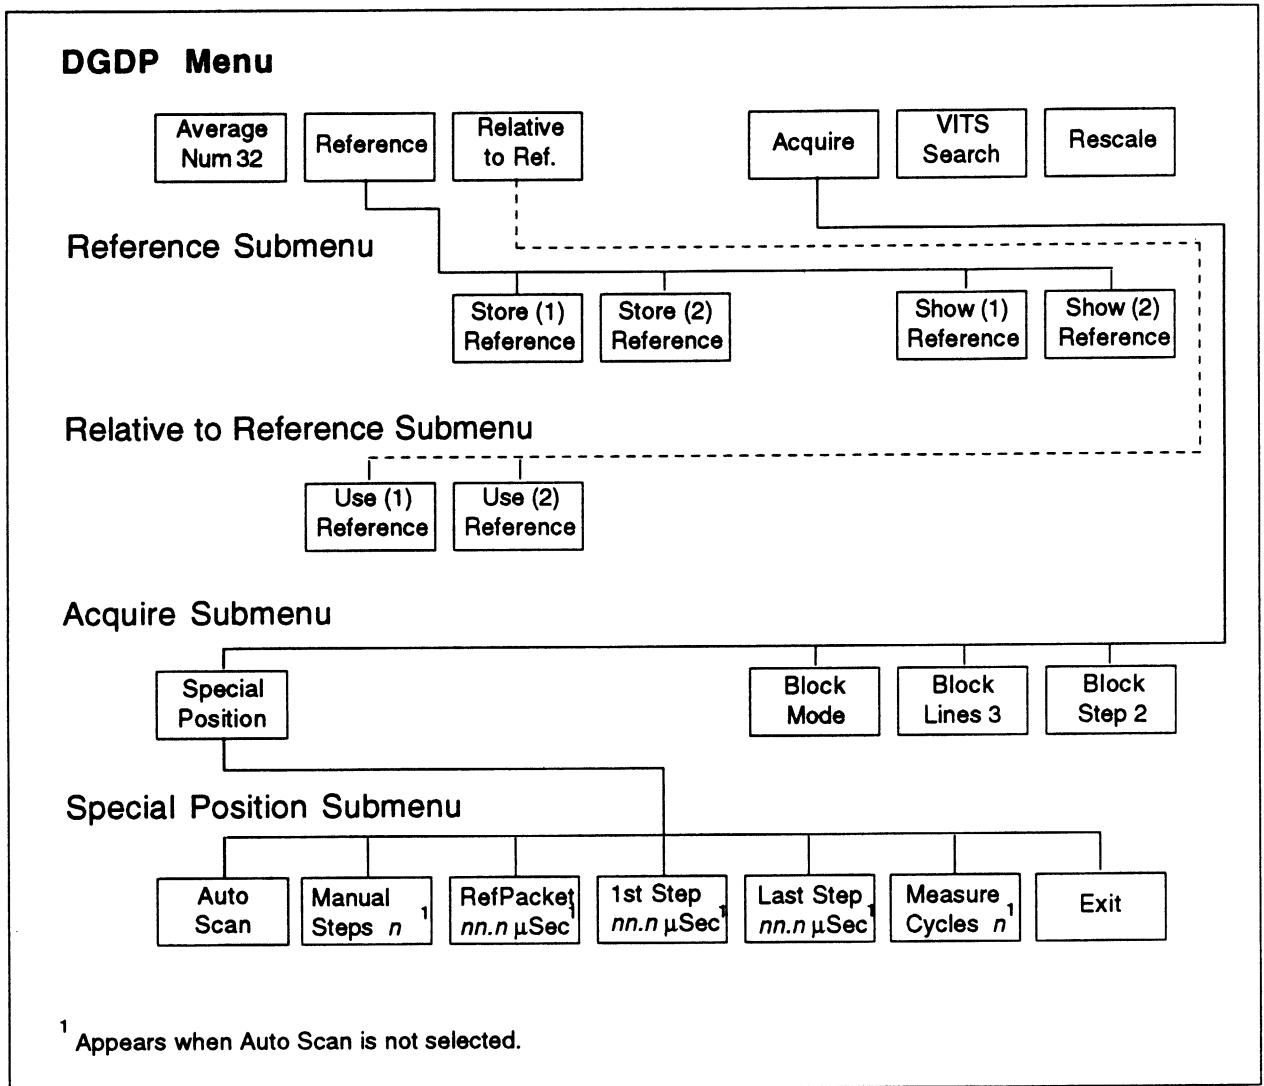 DGDP Menu
Average
Num 32
Reference
Relative
to Ref.
Acquire
VITS
Search
Rescale
Reference Submenu
Store (1)
Reference
Store (2)
Reference
Show (1)
Reference
Show (2)
Reference
Relative to Reference Submenu
Use (1)
Reference
Use (2)
Reference
Acquire Submenu
Special
Position
Block
Mode
Block
Lines 3
Block
Step 2
Special Position Submenu
Auto
Scan
Manual
Steps n 1
RefPacket
nn.n µSec 1
1st Step
nn.n µSec 1
Last Step
nn.n µSec 1
Measure
Cycles n 1
Exit
1 Appears when Auto Scan is not selected.